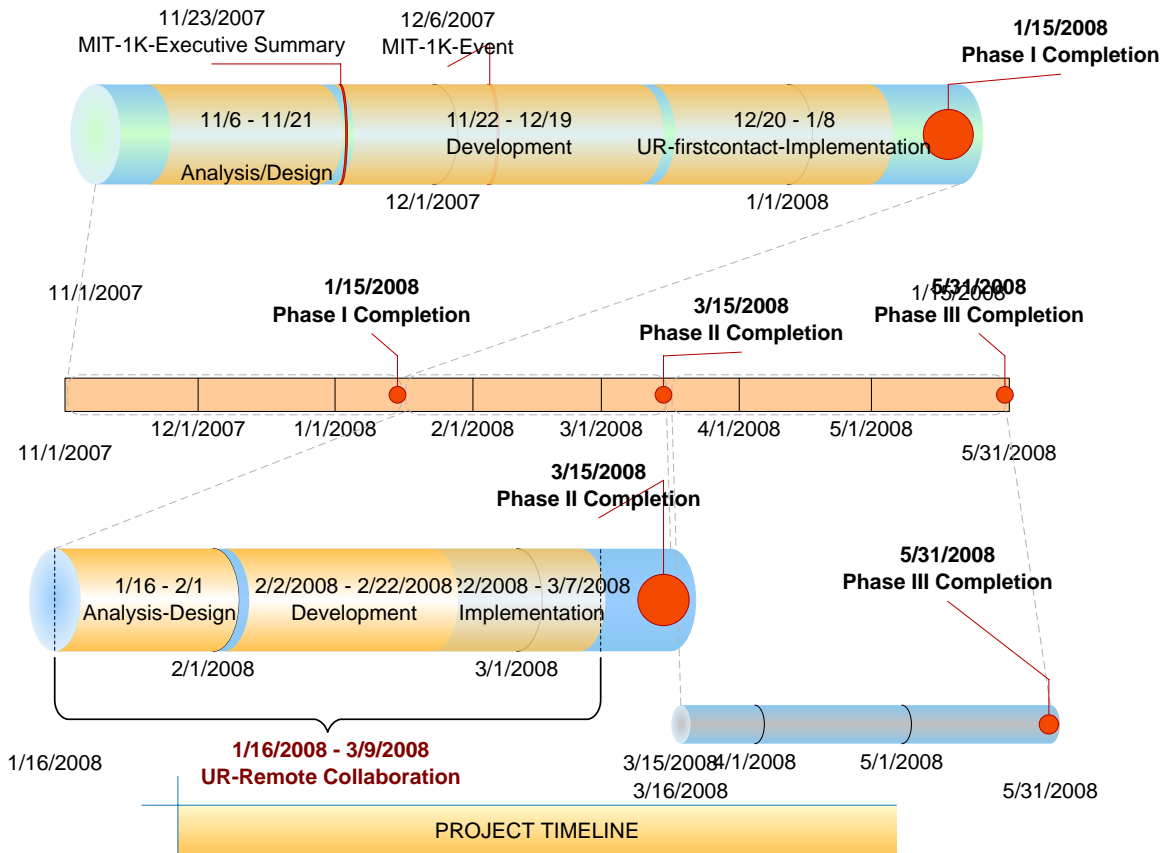 11/23/2007
MIT-1K-Executive Summary
12/6/2007
MIT-1K-Event
1/15/2008
Phase I Completion
11/6 - 11/21
Analysis/Design
11/22 - 12/19
Development
12/20 - 1/8
UR-firstcontact-Implementation
12/1/2007
1/1/2008
11/1/2007
1/15/2008
1/15/2008
Phase I Completion
3/15/2008
Phase II Completion
5/31/2008
Phase III Completion
12/1/2007
1/1/2008
2/1/2008
3/1/2008
4/1/2008
5/1/2008
11/1/2007
5/31/2008
3/15/2008
Phase II Completion
1/16 - 2/1
Analysis-Design
2/2/2008 - 2/22/2008
Development
22/2008 - 3/7/2008
Implementation
5/31/2008
Phase III Completion
2/1/2008
3/1/2008
1/16/2008
1/16/2008 - 3/9/2008
UR-Remote Collaboration
3/15/2008
4/1/2008
5/1/2008
3/16/2008
5/31/2008
PROJECT TIMELINE